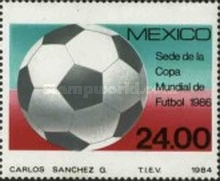 MEXICO
Sede de la
Copa
Mundial de
Futbol 1986
24.00
CARLOS SANCHEZ G. T.I.E.V. 1984